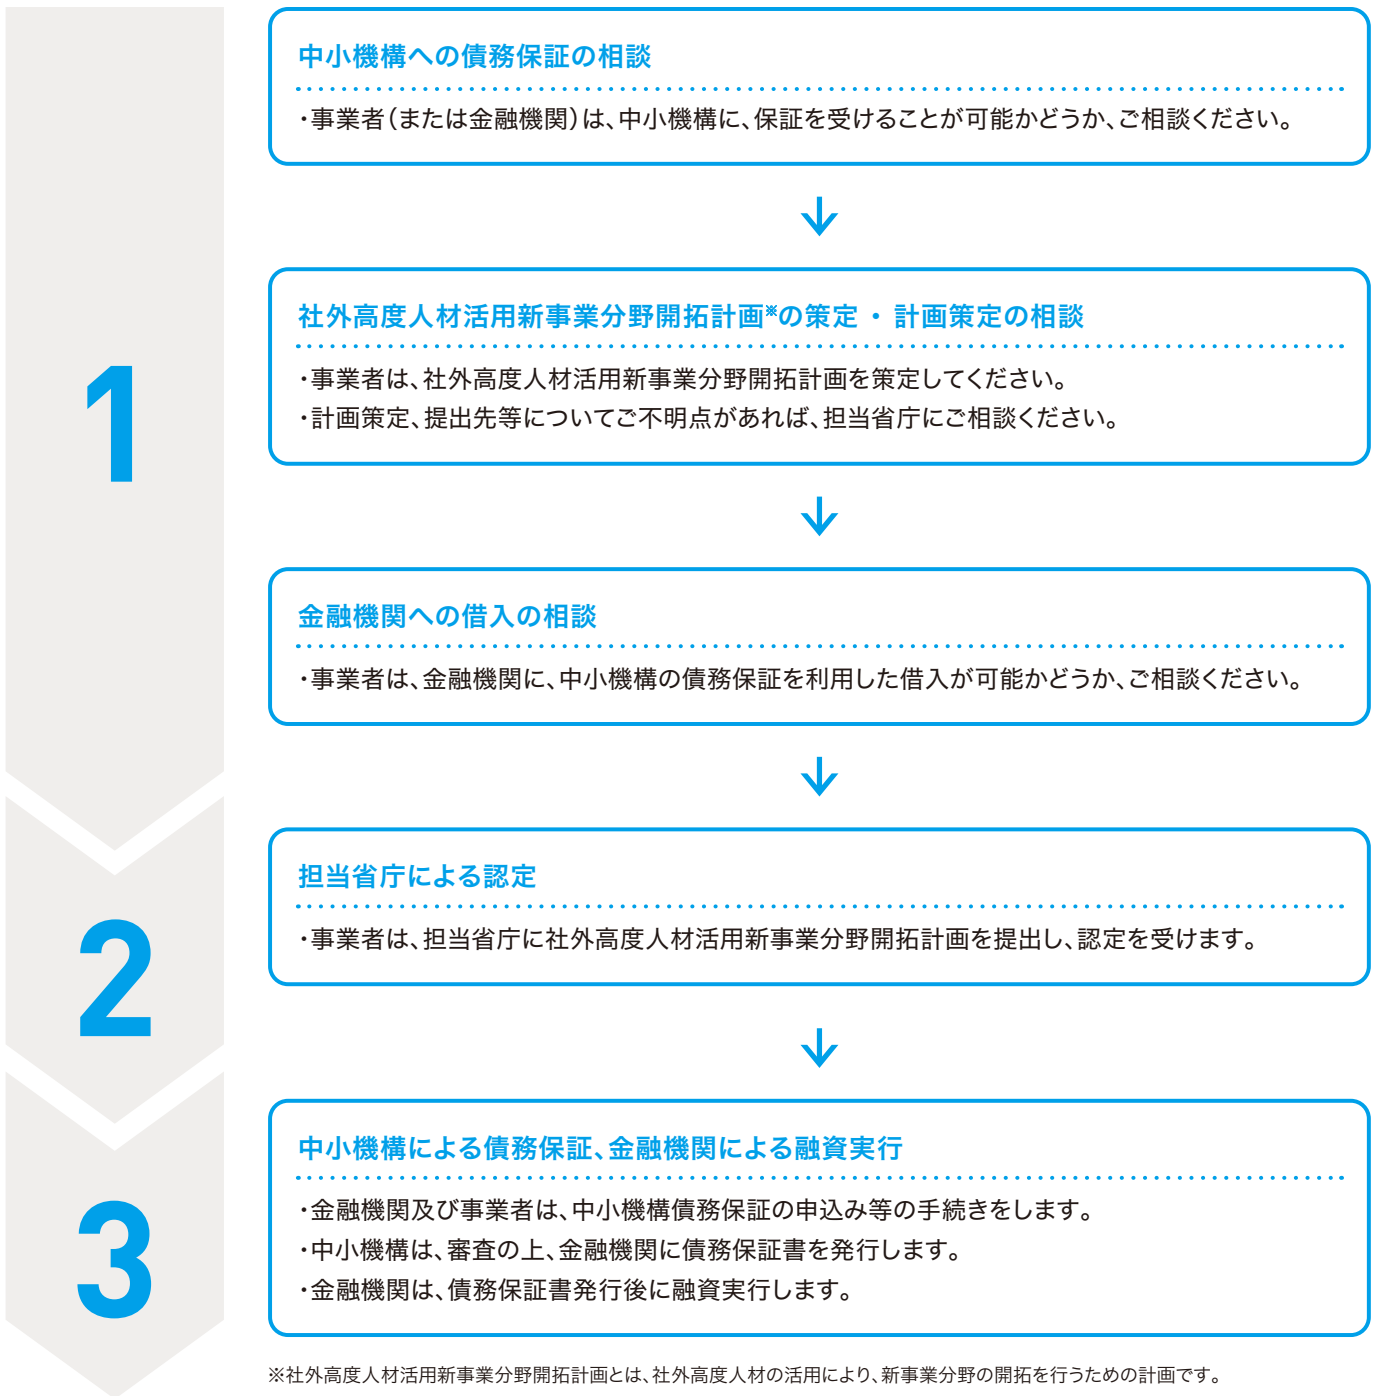 1
中小機構への債務保証の相談
・事業者（または金融機関）は、中小機構に、保証を受けることが可能かどうか、ご相談ください。
社外高度人材活用新事業分野開拓計画※の策定 ・ 計画策定の相談
・事業者は、社外高度人材活用新事業分野開拓計画を策定してください。
・計画策定、提出先等についてご不明点があれば、担当省庁にご相談ください。
金融機関への借入の相談
・事業者は、金融機関に、中小機構の債務保証を利用した借入が可能かどうか、ご相談ください。
2
担当省庁による認定
・事業者は、担当省庁に社外高度人材活用新事業分野開拓計画を提出し、認定を受けます。
3
中小機構による債務保証、金融機関による融資実行
・金融機関及び事業者は、中小機構債務保証の申込み等の手続きをします。
・中小機構は、審査の上、金融機関に債務保証書を発行します。
・金融機関は、債務保証書発行後に融資実行します。
※社外高度人材活用新事業分野開拓計画とは、社外高度人材の活用により、新事業分野の開拓を行うための計画です。